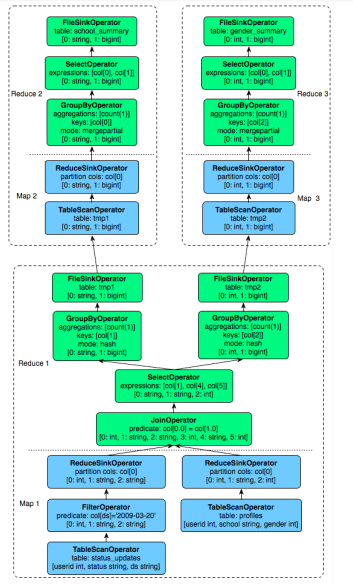 FileSinkOperator
table: school_summary
[0: string, 1: bigint]
SelectOperator
expressions: [col[0], col[1]]
[0: string, 1: bigint]
Reduce 2
GroupByOperator
aggregations: [count(1)]
keys: [col[0]]
mode: mergepartial
[0: string, 1: bigint]
ReduceSinkOperator
partition cols: col[0]
[0: string, 1: bigint]
Map 2
TableScanOperator
table: tmp1
[0: string, 1: bigint]
FileSinkOperator
table: gender_summary
[0: int, 1: bigint]
SelectOperator
expressions: [col[0], col[1]]
[0: int, 1: bigint]
Reduce 3
GroupByOperator
aggregations: [count(1)]
keys: [col[2]]
mode: mergepartial
[0: int, 1: bigint]
ReduceSinkOperator
partition cols: col[0]
[0: int, 1: bigint]
Map 3
TableScanOperator
table: tmp2
[0: int, 1: bigint]
FileSinkOperator
table: tmp1
[0: string, 1: bigint]
FileSinkOperator
table: tmp2
[0: int, 1: bigint]
GroupByOperator
aggregations: [count(1)]
keys: [col[1]]
mode: hash
[0: string, 1: bigint]
GroupByOperator
aggregations: [count(1)]
keys: [col[2]]
mode: hash
[0: int, 1: bigint]
Reduce 1
SelectOperator
expressions: [col[1], col[4], col[5]]
[0: string, 1: string, 2: int]
JoinOperator
predicate: col[0.0] = col[1.0]
[0: int, 1: string, 2: string, 3: int, 4: string, 5: int]
ReduceSinkOperator
partition cols: col[0]
[0: int, 1: string, 2: string]
ReduceSinkOperator
partition cols: col[0]
[0: int, 1: string, 2: int]
Map 1
FilterOperator
predicate: col[ds]='2009-03-20'
[0: int, 1: string, 2: string]
TableScanOperator
table: profiles
[userid int, school string, gender int]
TableScanOperator
table: status_updates
[userid int, status string, ds string]